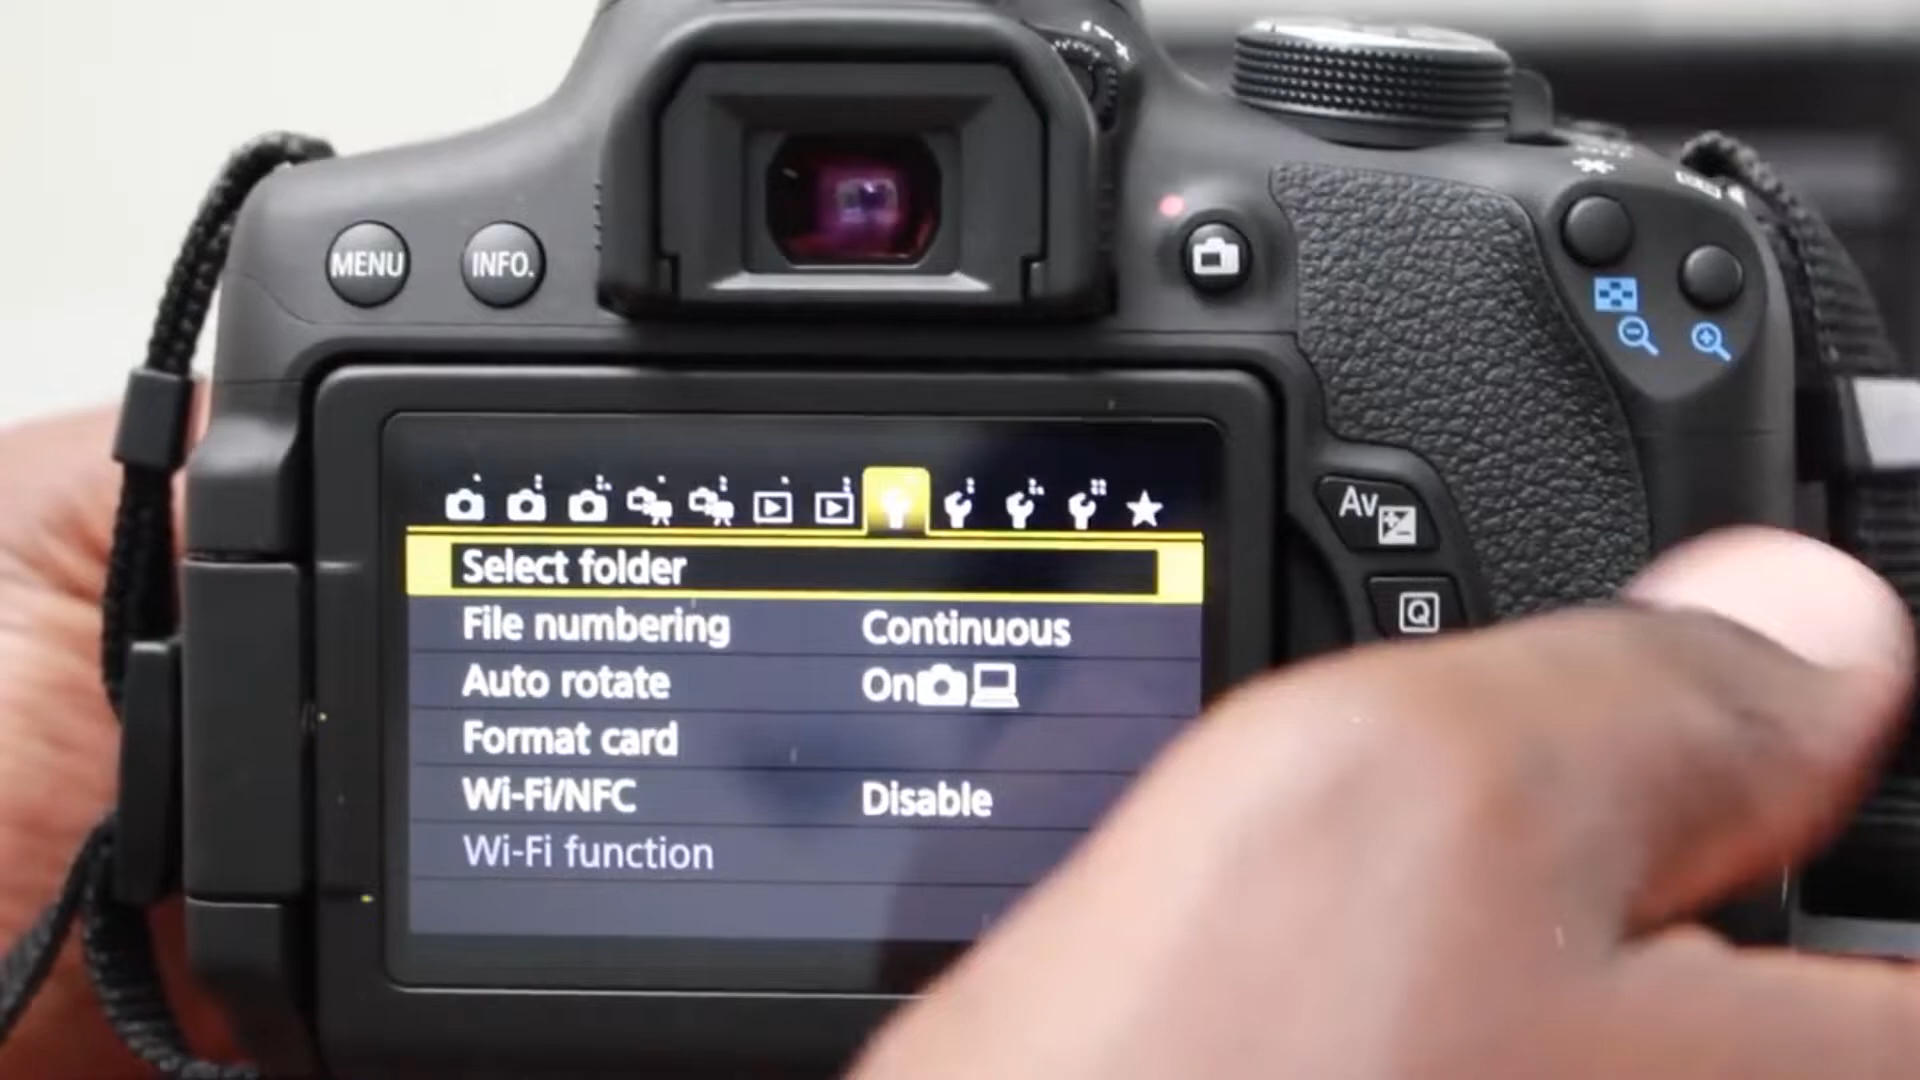 MENU
INFO.
Av
Q
Select folder
File numbering Continuous
Auto rotate On
Format card
Wi-Fi/NFC Disable
Wi-Fi function